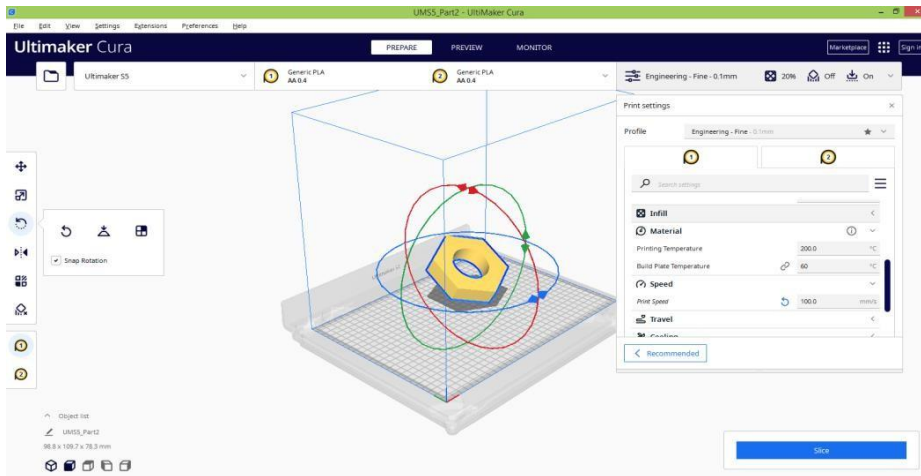 UMS5_Part2 - UltiMaker Cura
File Edit View Settings Extensions Preferences Help
Ultimaker Cura
PREPARE PREVIEW MONITOR
Marketplace Sign in
Ultimaker S5
1 Generic PLA
AA 0.4
2 Generic PLA
AA 0.4
Engineering - Fine - 0.1mm 20% Off On
Print settings
Profile Engineering - Fine - 0.1mm
1 2
Search settings
Infill
Material
Printing Temperature 200.0 °C
Build Plate Temperature 60 °C
Speed
Print Speed 100.0 mm/s
Travel
Cooling
Recommended
Snap Rotation
1
2
Object list
UMS5_Part2
98.8 x 109.7 x 78.3 mm
Slice